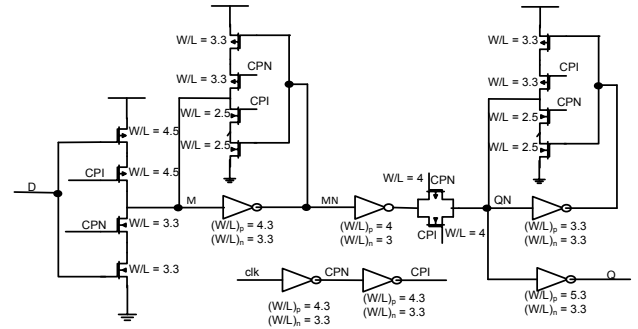 W/L = 3.3
CPN
W/L = 3.3
CPI
W/L = 2.5
W/L = 2.5
W/L = 4.5
CPI
W/L = 4.5
D
CPN
W/L = 3.3
W/L = 3.3
M
(W/L)p = 4.3
(W/L)n = 3.3
MN
(W/L)p = 4
(W/L)n = 3
W/L = 4
CPN
CPI
W/L = 4
QN
W/L = 3.3
CPI
W/L = 3.3
CPN
W/L = 2.5
W/L = 2.5
(W/L)p = 3.3
(W/L)n = 3.3
Q
(W/L)p = 5.3
(W/L)n = 3.3
clk
CPN
CPI
(W/L)p = 4.3
(W/L)n = 3.3
(W/L)p = 4.3
(W/L)n = 3.3